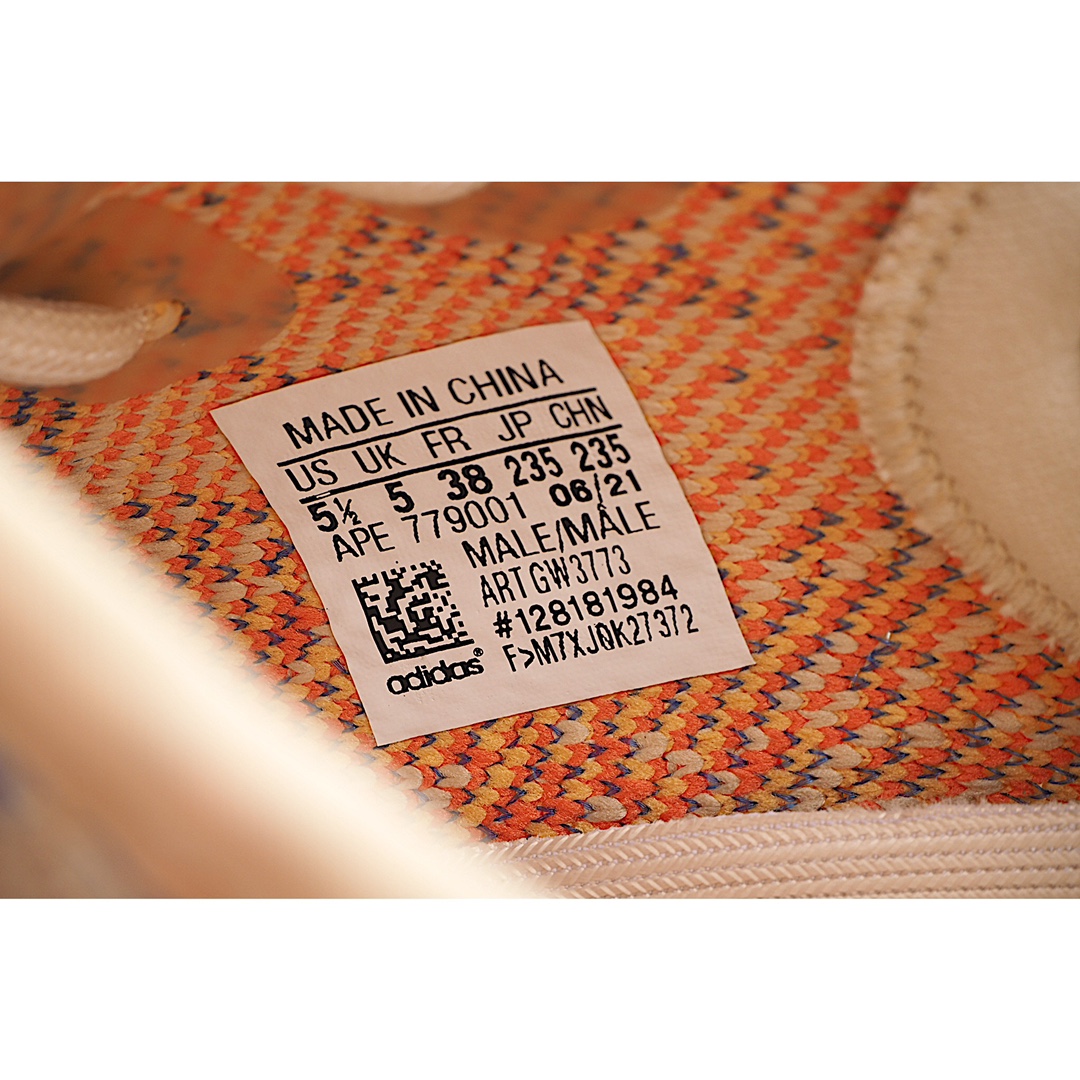 MADE IN CHINA
US UK FR JP CHN
5½ 5 38 235 235
APE 779001 06/21
MALE/MÂLE
ART GW3773
#128181984
F>M7XJQK27372
adidas®